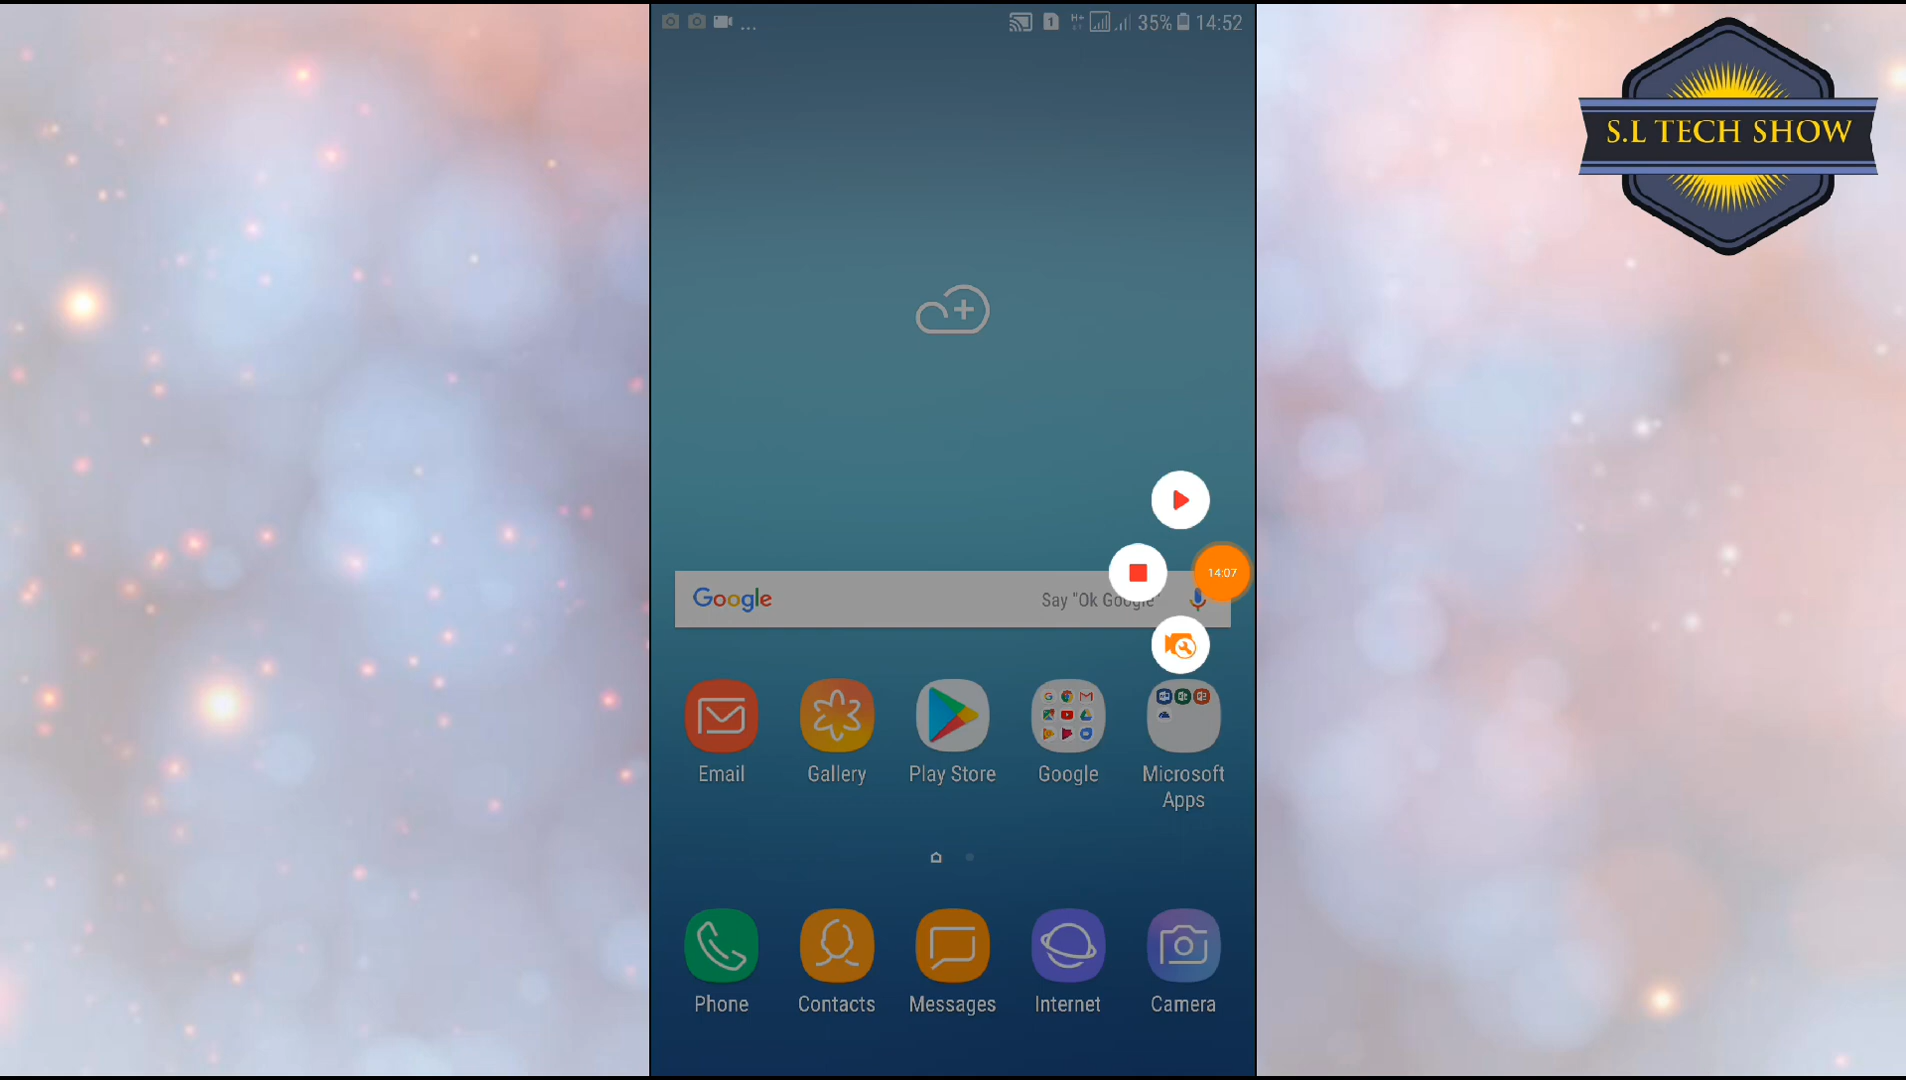 ... 1 H+ 35% 14:52
S.L TECH SHOW
14:07
Google Say "Ok Google"
Email Gallery Play Store Google Microsoft Apps
Phone Contacts Messages Internet Camera